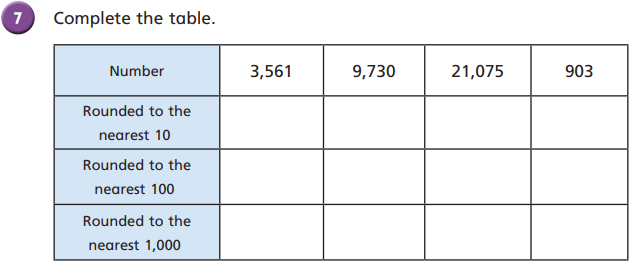 7 Complete the table.
Number 3,561 9,730 21,075 903
Rounded to the
nearest 10
Rounded to the
nearest 100
Rounded to the
nearest 1,000